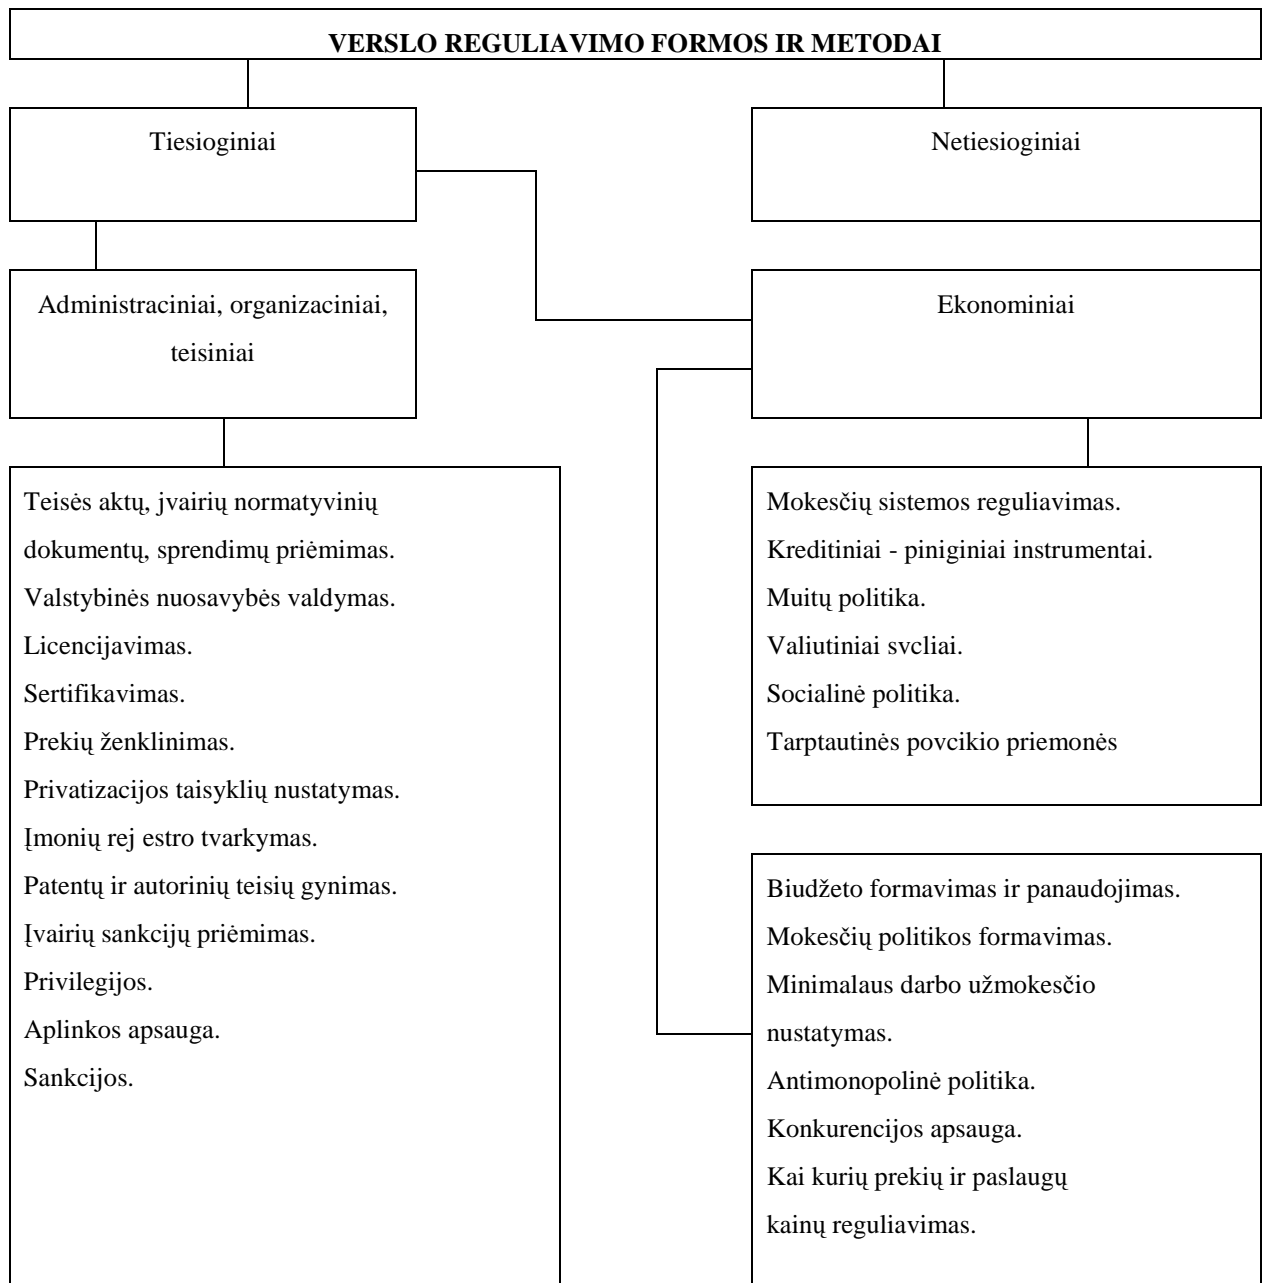 VERSLO REGULIAVIMO FORMOS IR METODAI
Tiesioginiai
Netiesioginiai
Administraciniai, organizaciniai,
teisiniai
Ekonominiai
Teisės aktų, jvairių normatyvinių
dokumentų, sprendimų priėmimas.
Valstybinės nuosavybės valdymas.
Licencijavimas.
Sertifikavimas.
Prekių ženklinimas.
Privatizacijos taisyklių nustatymas.
Įmonių rej estro tvarkymas.
Patentų ir autorinių teisių gynimas.
Įvairių sankcijų priėmimas.
Privilegijos.
Aplinkos apsauga.
Sankcijos.
Mokesčių sistemos reguliavimas.
Kreditiniai - piniginiai instrumentai.
Muitų politika.
Valiutiniai svcliai.
Socialinė politika.
Tarptautinės povcikio priemonės
Biudžeto formavimas ir panaudojimas.
Mokesčių politikos formavimas.
Minimalaus darbo užmokesčio
nustatymas.
Antimonopolinė politika.
Konkurencijos apsauga.
Kai kurių prekių ir paslaugų
kainų reguliavimas.